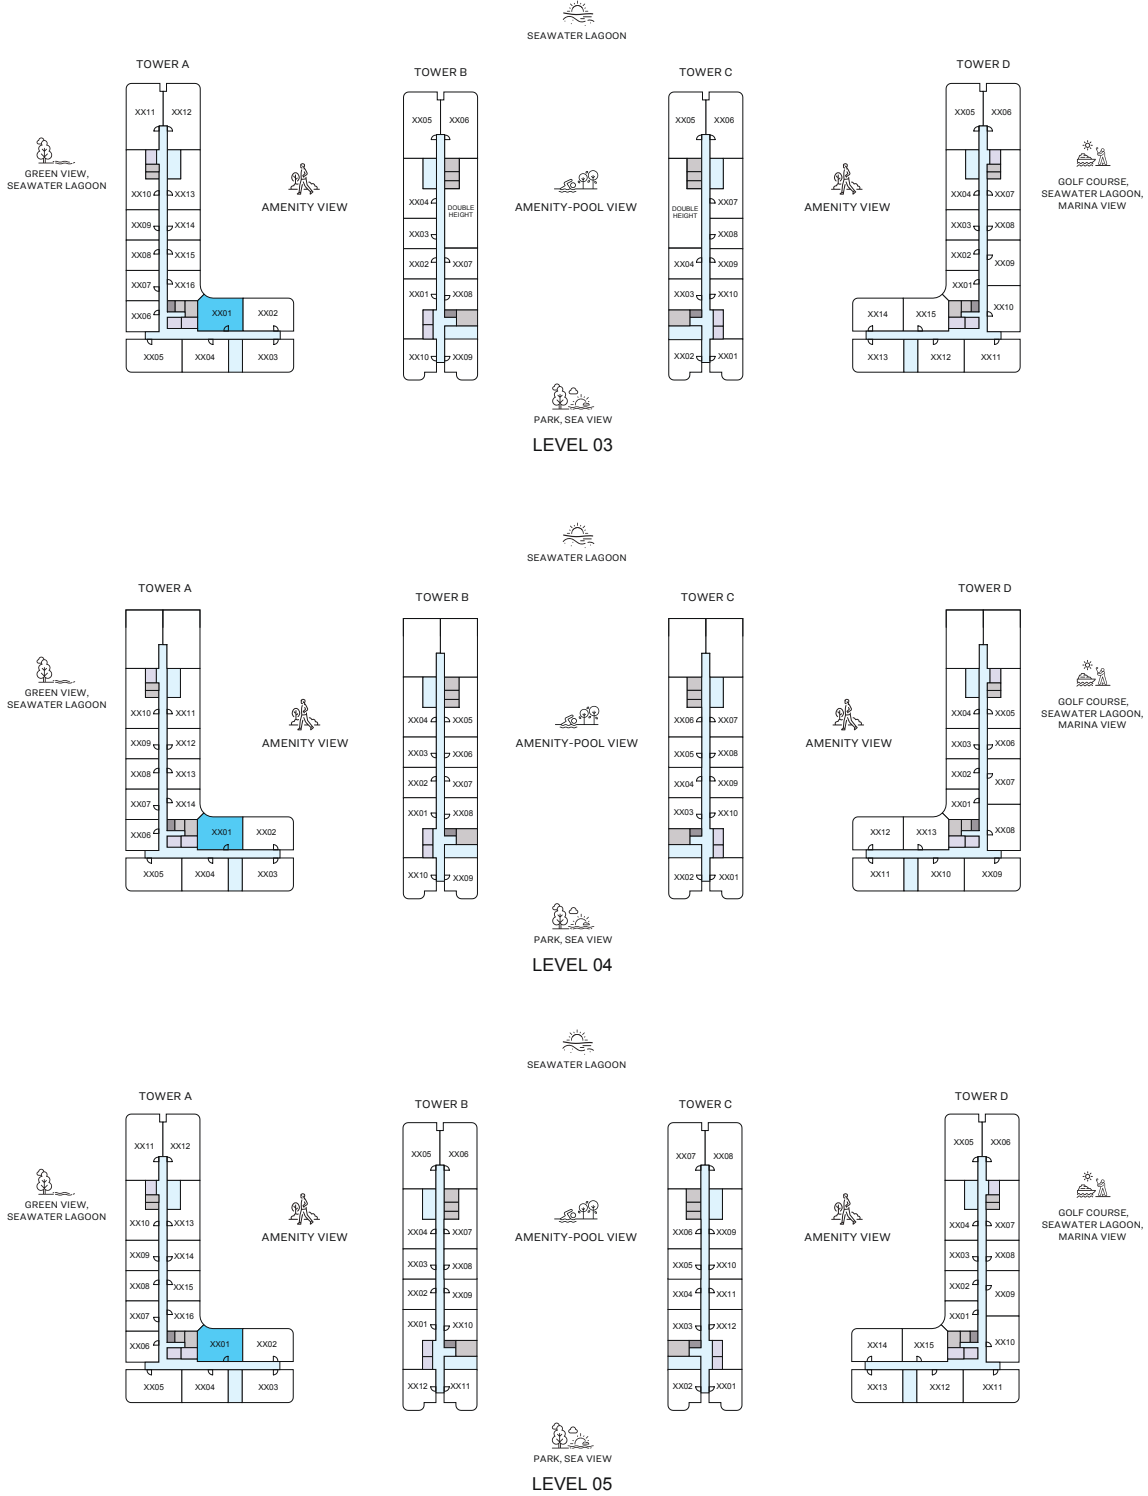 SEAWATER LAGOON
TOWER A
TOWER B
TOWER C
TOWER D
XX11 XX12
XX05 XX06
XX05 XX06
XX05 XX06
GREEN VIEW,
SEAWATER LAGOON
AMENITY VIEW
AMENITY-POOL VIEW
AMENITY VIEW
GOLF COURSE,
SEAWATER LAGOON,
MARINA VIEW
XX10 XX13
XX04 DOUBLE
HEIGHT
DOUBLE
HEIGHT XX07
XX04 XX07
XX09 XX14
XX03
XX08
XX03 XX08
XX08 XX15
XX02 XX07
XX04 XX09
XX02 XX09
XX07 XX16
XX01 XX08
XX03 XX10
XX01 XX10
XX06 XX01 XX02
XX14 XX15
XX05 XX04 XX03
XX10 XX09
XX02 XX01
XX13 XX12 XX11
PARK, SEA VIEW
LEVEL 03
SEAWATER LAGOON
TOWER A
TOWER B
TOWER C
TOWER D
GREEN VIEW,
SEAWATER LAGOON
AMENITY VIEW
AMENITY-POOL VIEW
AMENITY VIEW
GOLF COURSE,
SEAWATER LAGOON,
MARINA VIEW
XX10 XX11
XX04 XX05
XX06 XX07
XX04 XX05
XX09 XX12
XX03 XX06
XX05 XX08
XX03 XX06
XX08 XX13
XX02 XX07
XX04 XX09
XX02 XX07
XX07 XX14
XX01 XX08
XX03 XX10
XX01 XX08
XX06 XX01 XX02
XX12 XX13
XX05 XX04 XX03
XX10 XX09
XX02 XX01
XX11 XX10 XX09
PARK, SEA VIEW
LEVEL 04
SEAWATER LAGOON
TOWER A
TOWER B
TOWER C
TOWER D
XX11 XX12
XX05 XX06
XX07 XX08
XX05 XX06
GREEN VIEW,
SEAWATER LAGOON
AMENITY VIEW
AMENITY-POOL VIEW
AMENITY VIEW
GOLF COURSE,
SEAWATER LAGOON,
MARINA VIEW
XX10 XX13
XX04 XX07
XX06 XX09
XX04 XX07
XX09 XX14
XX03 XX08
XX05 XX10
XX03 XX08
XX08 XX15
XX02 XX09
XX04 XX11
XX02 XX09
XX07 XX16
XX01 XX10
XX03 XX12
XX01 XX10
XX06 XX01 XX02
XX14 XX15
XX05 XX04 XX03
XX12 XX11
XX02 XX01
XX13 XX12 XX11
PARK, SEA VIEW
LEVEL 05